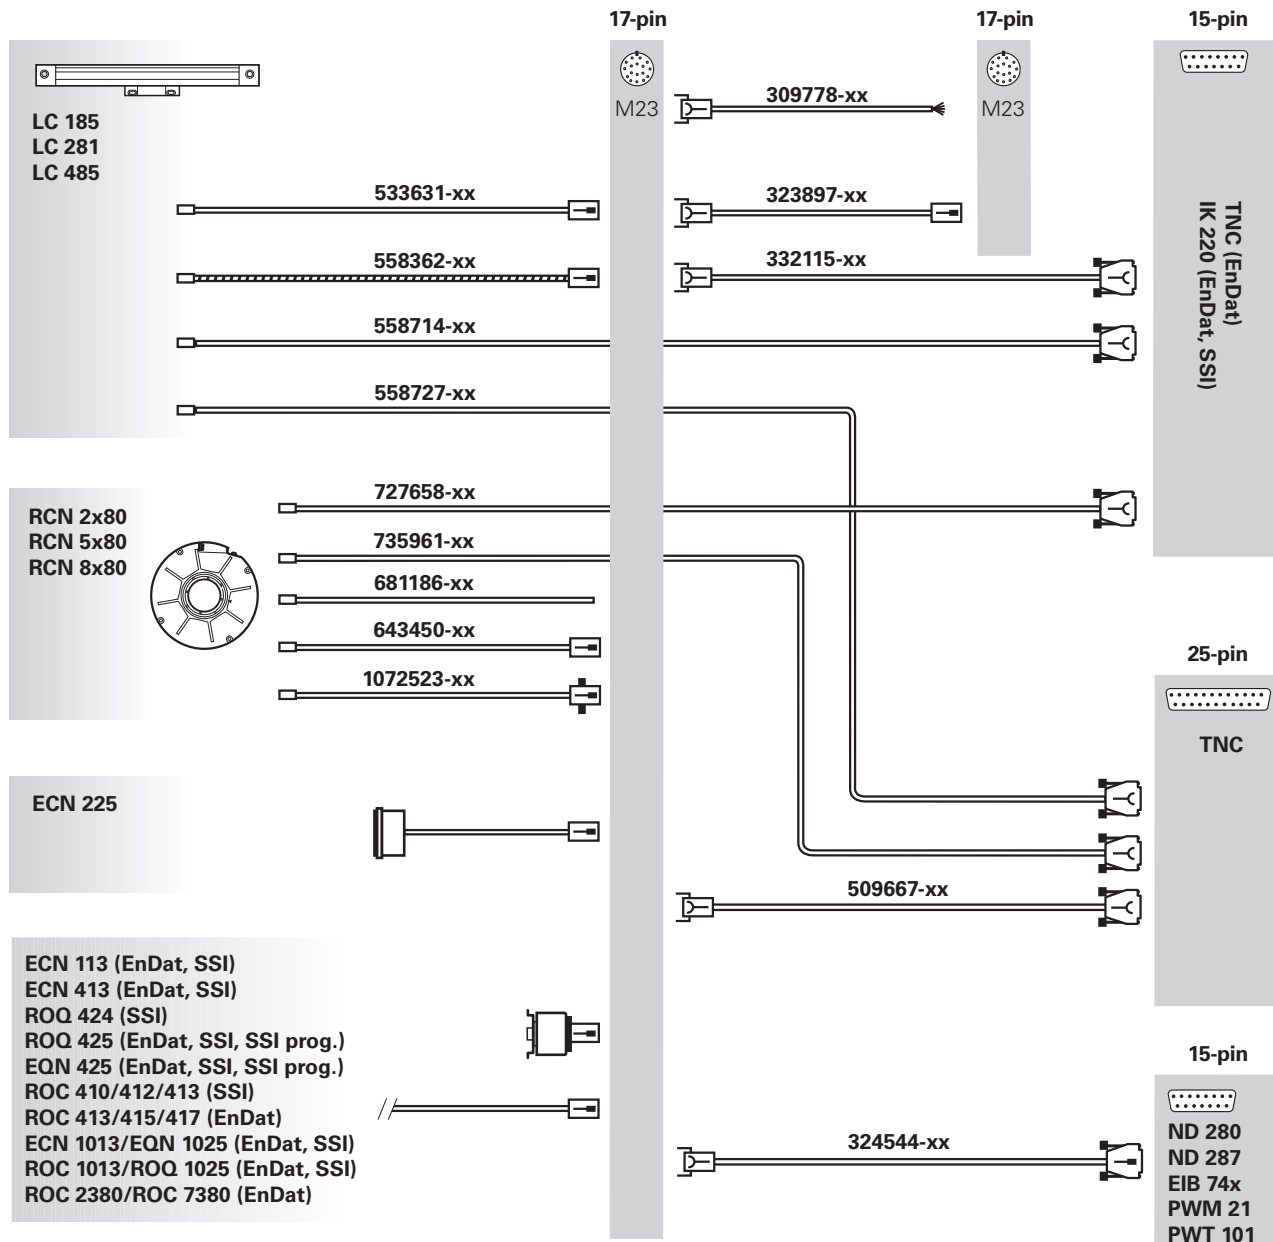 17-pin
17-pin
15-pin
M23
M23
LC 185
LC 281
LC 485
309778-xx
533631-xx
323897-xx
558362-xx
332115-xx
558714-xx
558727-xx
TNC (EnDat)
IK 220 (EnDat, SSI)
RCN 2x80
RCN 5x80
RCN 8x80
727658-xx
735961-xx
681186-xx
643450-xx
1072523-xx
25-pin
TNC
ECN 225
509667-xx
ECN 113 (EnDat, SSI)
ECN 413 (EnDat, SSI)
ROQ 424 (SSI)
ROQ 425 (EnDat, SSI, SSI prog.)
EQN 425 (EnDat, SSI, SSI prog.)
ROC 410/412/413 (SSI)
ROC 413/415/417 (EnDat)
ECN 1013/EQN 1025 (EnDat, SSI)
ROC 1013/ROQ 1025 (EnDat, SSI)
ROC 2380/ROC 7380 (EnDat)
324544-xx
15-pin
ND 280
ND 287
EIB 74x
PWM 21
PWT 101